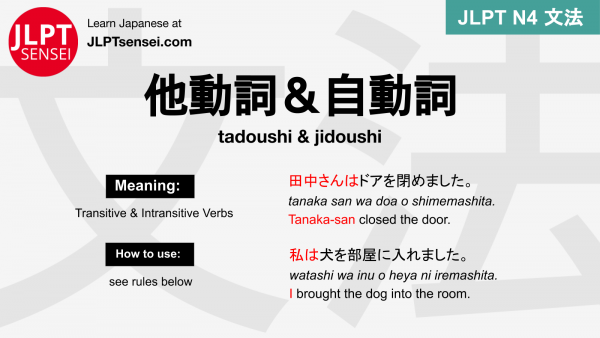 JLPT
SENSEI
Learn Japanese at
JLPTsensei.com
JLPT N4 文法
文法
他動詞＆自動詞
tadoushi & jidoushi
Meaning:
Transitive & Intransitive Verbs
How to use:
see rules below
田中さんはドアを閉めました。
tanaka san wa doa o shimemashita.
Tanaka-san closed the door.
私は犬を部屋に入れました。
watashi wa inu o heya ni iremashita.
I brought the dog into the room.